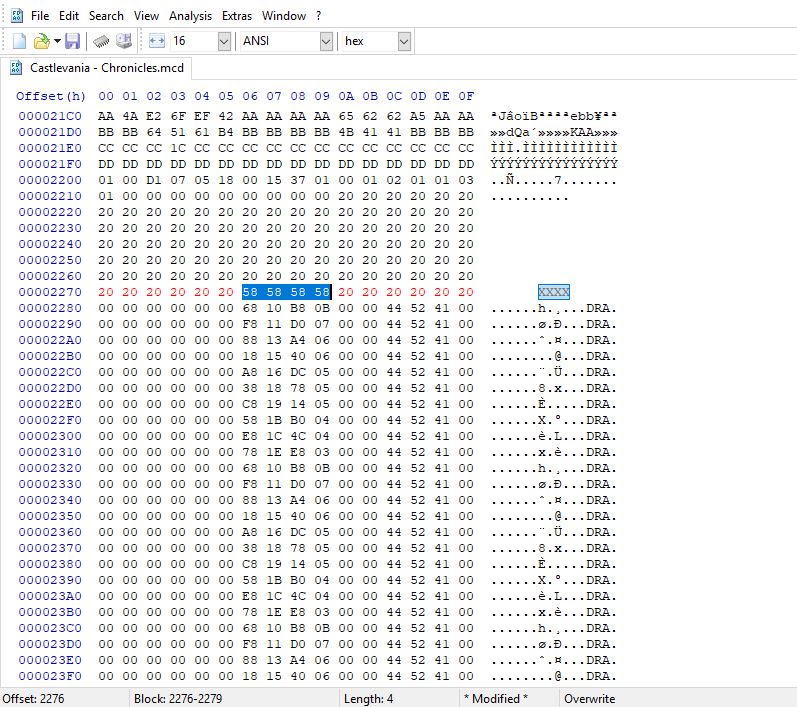 File Edit Search View Analysis Extras Window ?
16 ANSI hex
Castlevania - Chronicles.mcd
Offset(h) 00 01 02 03 04 05 06 07 08 09 0A 0B 0C 0D 0E 0F
000021C0 AA 4A E2 6F EF 42 AA AA AA AA 65 62 62 A5 AA AA ªJâoïBªªªªebb¥ªª
000021D0 BB BB 64 51 61 B4 BB BB BB BB 4B 41 41 BB BB BB »»dQa´»»»»KAA»»»
000021E0 CC CC CC 1C CC CC CC CC CC CC CC CC CC CC CC CC ÌÌÌ.ÌÌÌÌÌÌÌÌÌÌÌÌ
000021F0 DD DD DD DD DD DD DD DD DD DD DD DD DD DD DD DD ÝÝÝÝÝÝÝÝÝÝÝÝÝÝÝÝ
00002200 01 00 D1 07 05 18 00 15 37 01 00 01 02 01 01 03 ..Ñ.....7.......
00002210 01 00 00 00 00 00 00 00 00 00 20 20 20 20 20 20 ..........
00002220 20 20 20 20 20 20 20 20 20 20 20 20 20 20 20 20
00002230 20 20 20 20 20 20 20 20 20 20 20 20 20 20 20 20
00002240 20 20 20 20 20 20 20 20 20 20 20 20 20 20 20 20
00002250 20 20 20 20 20 20 20 20 20 20 20 20 20 20 20 20
00002260 20 20 20 20 20 20 20 20 20 20 20 20 20 20 20 20
00002270 20 20 20 20 20 20 58 58 58 58 20 20 20 20 20 20 XXXX
00002280 00 00 00 00 00 00 68 10 B8 0B 00 00 44 52 41 00 ......h.¸...DRA.
00002290 00 00 00 00 00 00 F8 11 D0 07 00 00 44 52 41 00 ......ø.Ð...DRA.
000022A0 00 00 00 00 00 00 88 13 A4 06 00 00 44 52 41 00 ......ˆ.¤...DRA.
000022B0 00 00 00 00 00 00 18 15 40 06 00 00 44 52 41 00 ........@...DRA.
000022C0 00 00 00 00 00 00 A8 16 DC 05 00 00 44 52 41 00 ......¨.Ü...DRA.
000022D0 00 00 00 00 00 00 38 18 78 05 00 00 44 52 41 00 ......8.x...DRA.
000022E0 00 00 00 00 00 00 C8 19 14 05 00 00 44 52 41 00 ......È.....DRA.
000022F0 00 00 00 00 00 00 58 1B B0 04 00 00 44 52 41 00 ......X.°...DRA.
00002300 00 00 00 00 00 00 E8 1C 4C 04 00 00 44 52 41 00 ......è.L...DRA.
00002310 00 00 00 00 00 00 78 1E E8 03 00 00 44 52 41 00 ......x.è...DRA.
00002320 00 00 00 00 00 00 68 10 B8 0B 00 00 44 52 41 00 ......h.¸...DRA.
00002330 00 00 00 00 00 00 F8 11 D0 07 00 00 44 52 41 00 ......ø.Ð...DRA.
00002340 00 00 00 00 00 00 88 13 A4 06 00 00 44 52 41 00 ......ˆ.¤...DRA.
00002350 00 00 00 00 00 00 18 15 40 06 00 00 44 52 41 00 ........@...DRA.
00002360 00 00 00 00 00 00 A8 16 DC 05 00 00 44 52 41 00 ......¨.Ü...DRA.
00002370 00 00 00 00 00 00 38 18 78 05 00 00 44 52 41 00 ......8.x...DRA.
00002380 00 00 00 00 00 00 C8 19 14 05 00 00 44 52 41 00 ......È.....DRA.
00002390 00 00 00 00 00 00 58 1B B0 04 00 00 44 52 41 00 ......X.°...DRA.
000023A0 00 00 00 00 00 00 E8 1C 4C 04 00 00 44 52 41 00 ......è.L...DRA.
000023B0 00 00 00 00 00 00 78 1E E8 03 00 00 44 52 41 00 ......x.è...DRA.
000023C0 00 00 00 00 00 00 68 10 B8 0B 00 00 44 52 41 00 ......h.¸...DRA.
000023D0 00 00 00 00 00 00 F8 11 D0 07 00 00 44 52 41 00 ......ø.Ð...DRA.
000023E0 00 00 00 00 00 00 88 13 A4 06 00 00 44 52 41 00 ......ˆ.¤...DRA.
000023F0 00 00 00 00 00 00 18 15 40 06 00 00 44 52 41 00 ........@...DRA.
Offset: 2276 Block: 2276-2279 Length: 4 * Modified * Overwrite